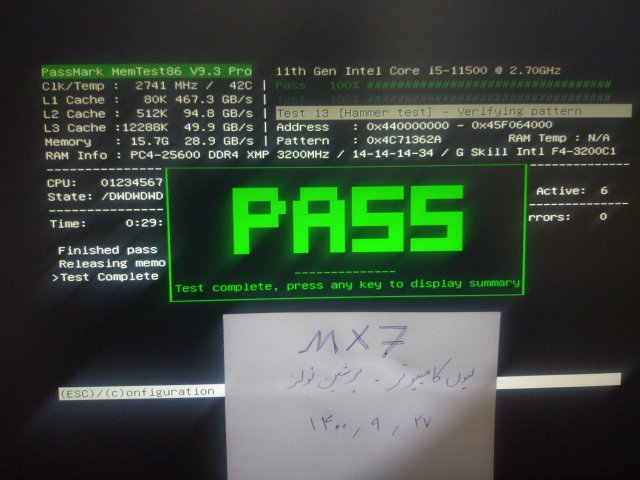 PassMark MemTest86 V9.3 Pro | 11th Gen Intel Core i5-11500 @ 2.70GHz
Clk/Temp : 2741 MHz / 42C | Pass 100% ########################################
L1 Cache : 80K 467.3 GB/s | Test 100% ########################################
L2 Cache : 512K 94.8 GB/s | Test 13 [Hammer test] - Verifying pattern
L3 Cache :12288K 49.9 GB/s | Address : 0x440000000 - 0x45F064000
Memory : 15.7G 28.9 GB/s | Pattern : 0x4C71362A RAM Temp : N/A
RAM Info : PC4-25600 DDR4 XMP 3200MHz / 14-14-14-34 / G Skill Intl F4-3200C1
CPU: 01234567
Active: 6
State: /DWDWDWD
Time: 0:29:
rrors: 0
PASS
Finished pass
Releasing memo
>Test Complete
Test complete, press any key to display summary
(ESC)/(c)onfiguration
MX7
لیون کامپیوتر - پرشین تولز
۱۴۰۰, ۹, ۲۷